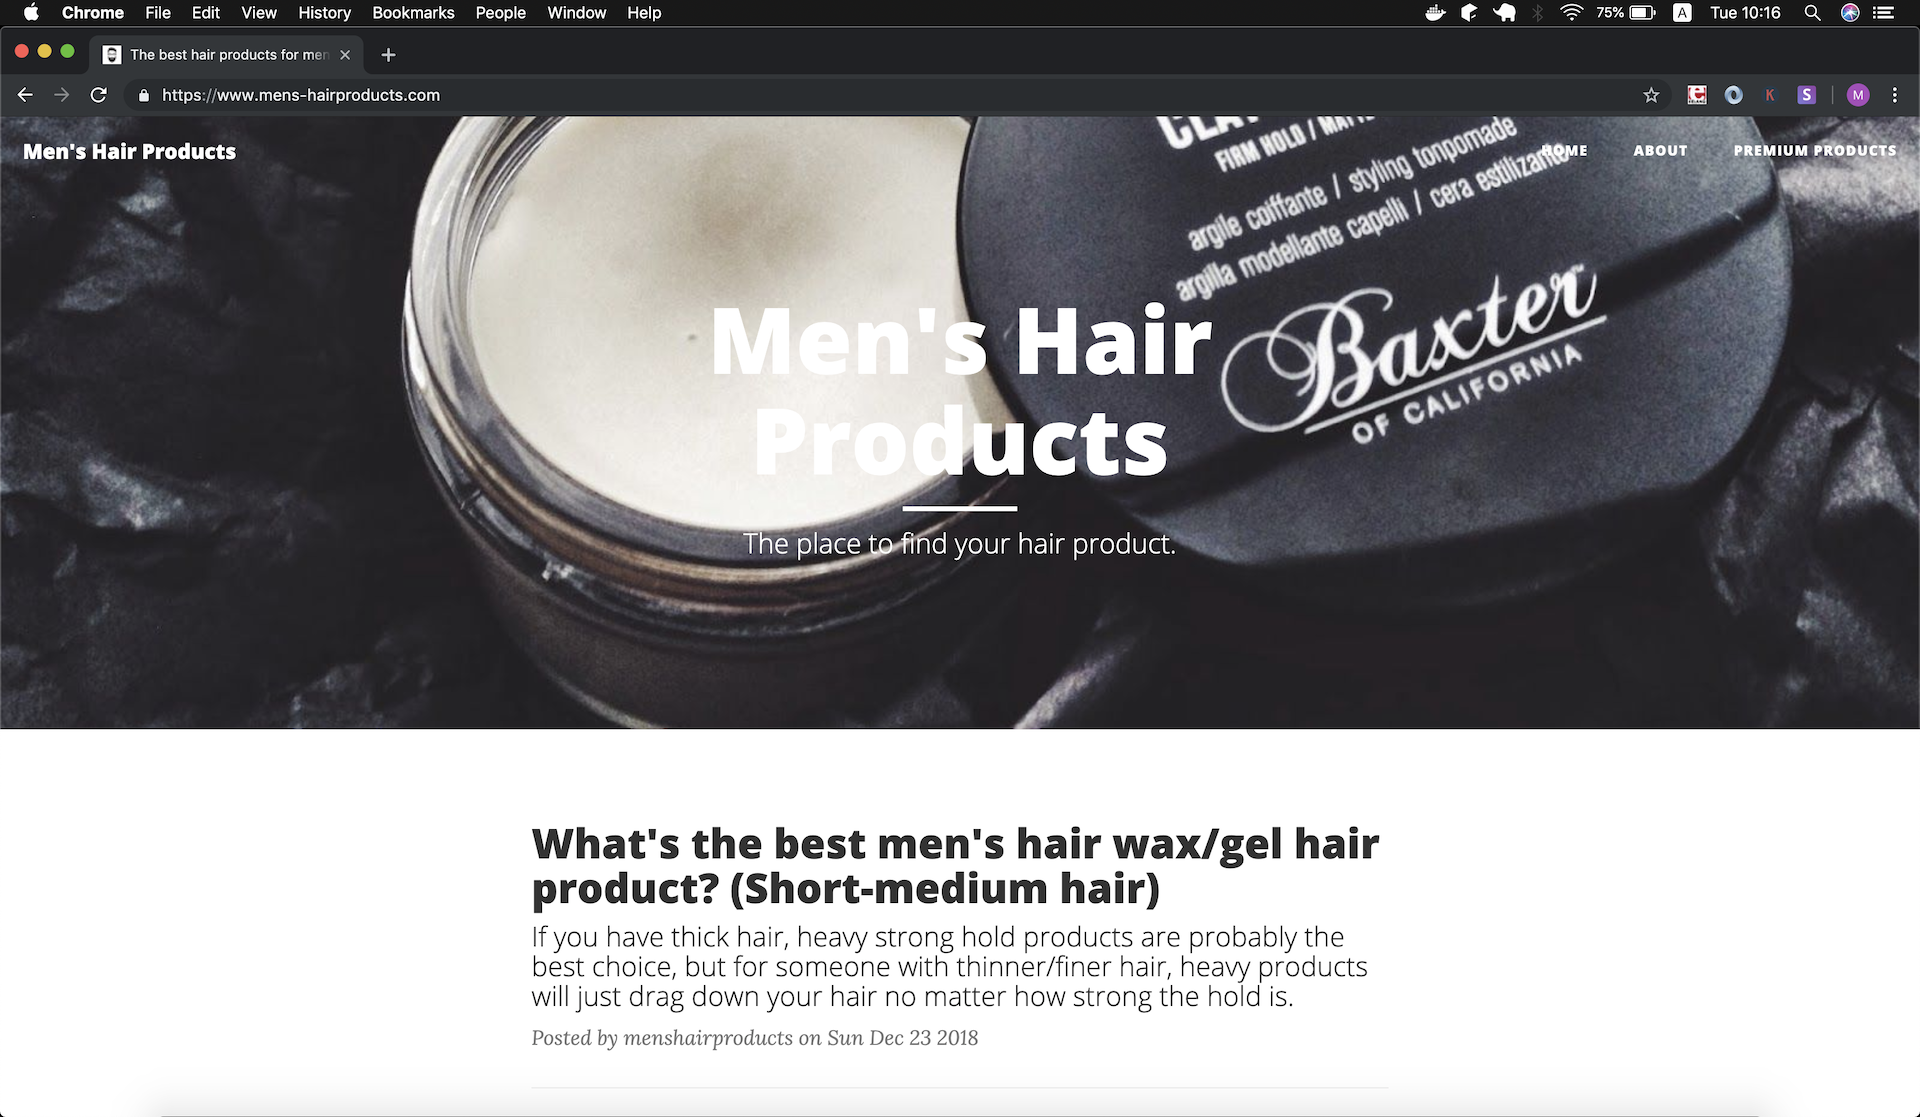 Chrome File Edit View History Bookmarks People Window Help 75% A Tue 10:16
The best hair products for men
https://www.mens-hairproducts.com S K M
Men's Hair Products
HOME ABOUT PREMIUM PRODUCTS
FIRM HOLD /
argile coiffante / styling tonpomade
argilla modellante capelli / cera estilizante
Baxter
OF CALIFORNIA
Men's Hair
Products
The place to find your hair product.
What's the best men's hair wax/gel hair
product? (Short-medium hair)
If you have thick hair, heavy strong hold products are probably the
best choice, but for someone with thinner/finer hair, heavy products
will just drag down your hair no matter how strong the hold is.
Posted by menshairproducts on Sun Dec 23 2018